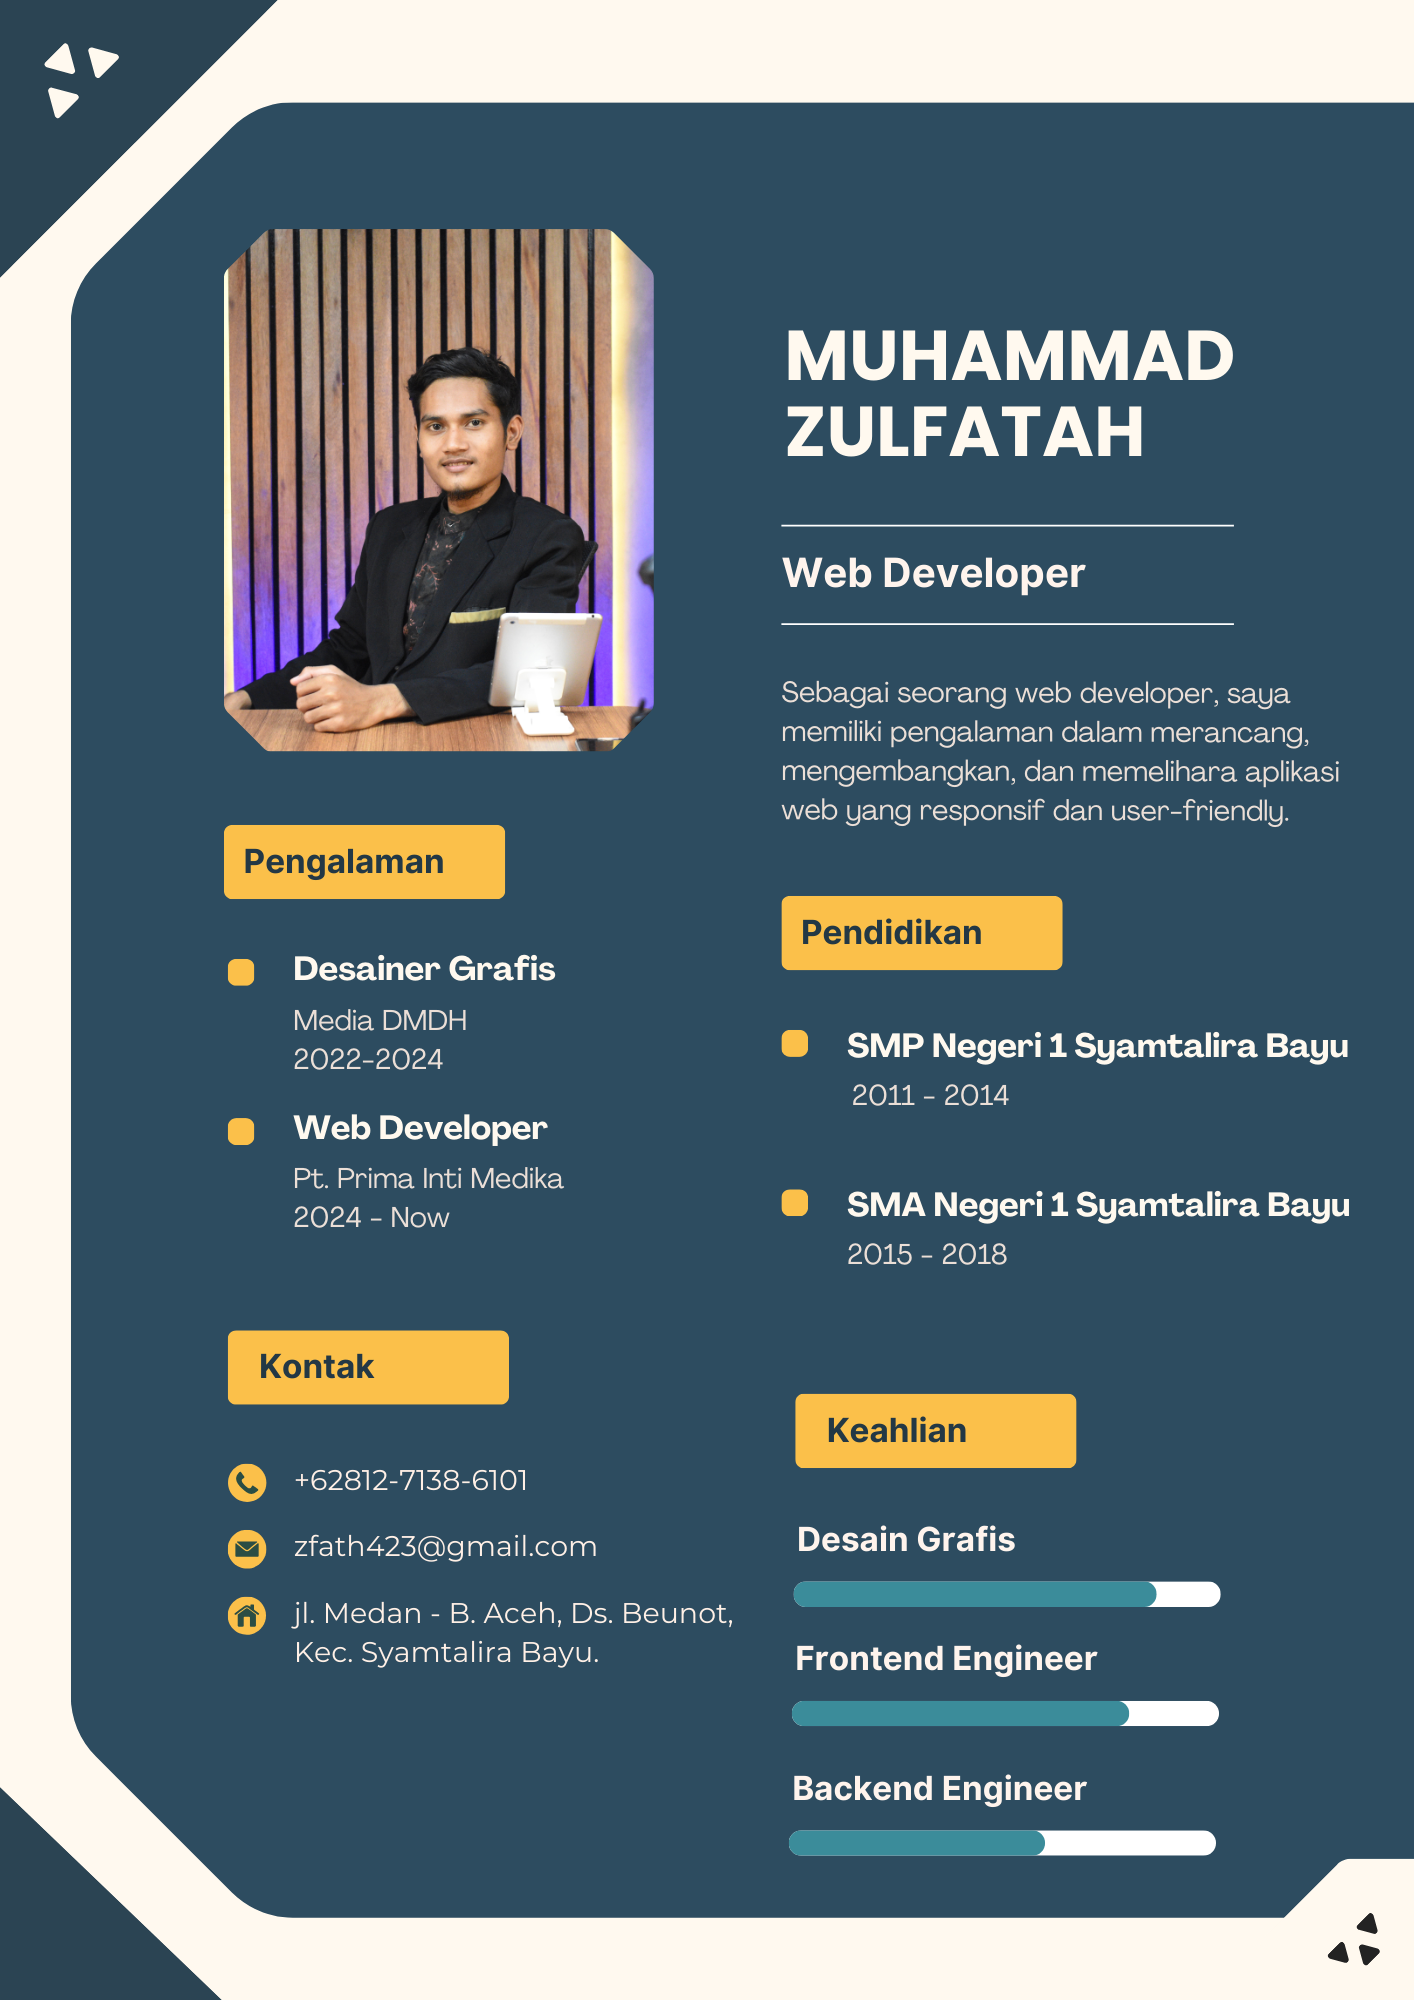 MUHAMMAD
ZULFATAH
Web Developer
Sebagai seorang web developer, saya
memiliki pengalaman dalam merancang,
mengembangkan, dan memelihara aplikasi
web yang responsif dan user-friendly.
Pengalaman
Desainer Grafis
Media DMDH
2022-2024
Web Developer
Pt. Prima Inti Medika
2024 - Now
Pendidikan
SMP Negeri 1 Syamtalira Bayu
2011 - 2014
SMA Negeri 1 Syamtalira Bayu
2015 - 2018
Kontak
+62812-7138-6101
zfath423@gmail.com
jl. Medan - B. Aceh, Ds. Beunot,
Kec. Syamtalira Bayu.
Keahlian
Desain Grafis
Frontend Engineer
Backend Engineer